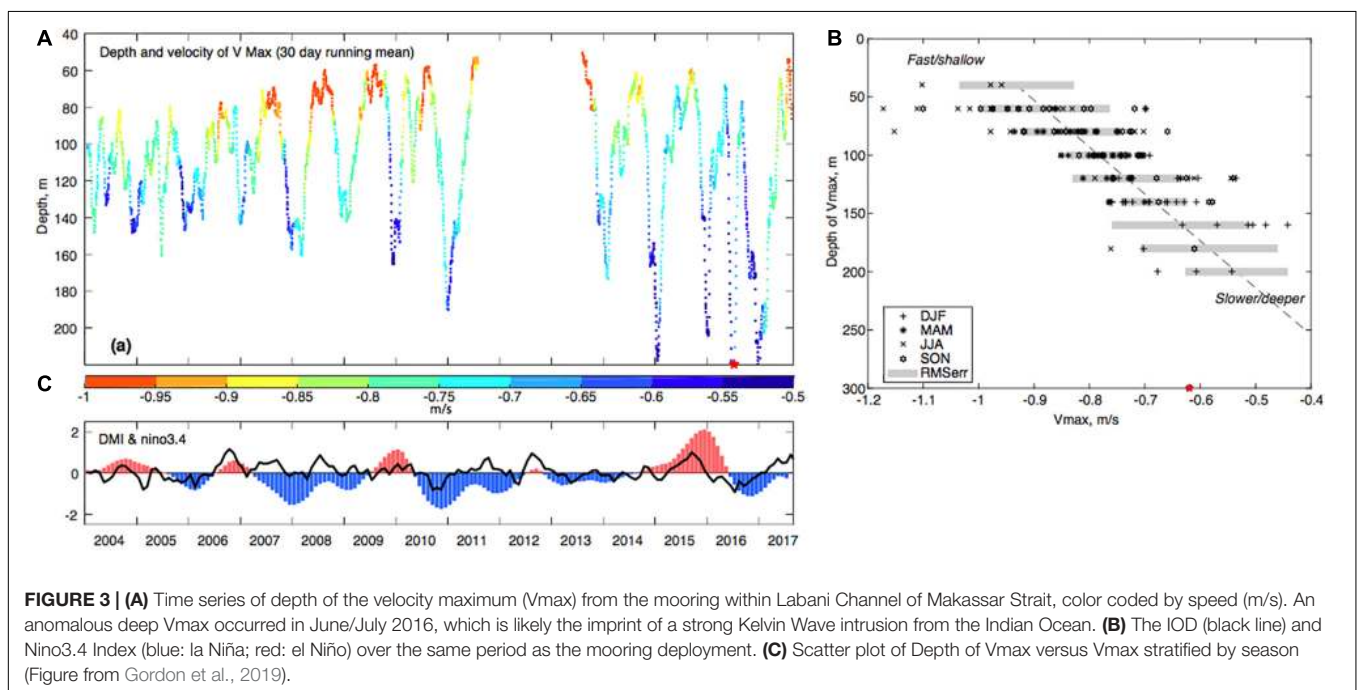 A
Depth and velocity of V Max (30 day running mean)
40
60
80
100
120
140
160
180
200
Depth, m
(a)
C
-1 -0.95 -0.9 -0.85 -0.8 -0.75 -0.7 -0.65 -0.6 -0.55 -0.5
m/s
DMI & nino3.4
2
0
-2
2004 2005 2006 2007 2008 2009 2010 2011 2012 2013 2014 2015 2016 2017
B
0
50
100
150
200
250
300
Depth of Vmax, m
Fast/shallow
Slower/deeper
DJF
MAM
JJA
SON
RMSerr
-1.2 -1.1 -1 -0.9 -0.8 -0.7 -0.6 -0.5 -0.4
Vmax, m/s
FIGURE 3 | (A) Time series of depth of the velocity maximum (Vmax) from the mooring within Labani Channel of Makassar Strait, color coded by speed (m/s). An
anomalous deep Vmax occurred in June/July 2016, which is likely the imprint of a strong Kelvin Wave intrusion from the Indian Ocean. (B) The IOD (black line) and
Nino3.4 Index (blue: la Niña; red: el Niño) over the same period as the mooring deployment. (C) Scatter plot of Depth of Vmax versus Vmax stratified by season
(Figure from Gordon et al., 2019).